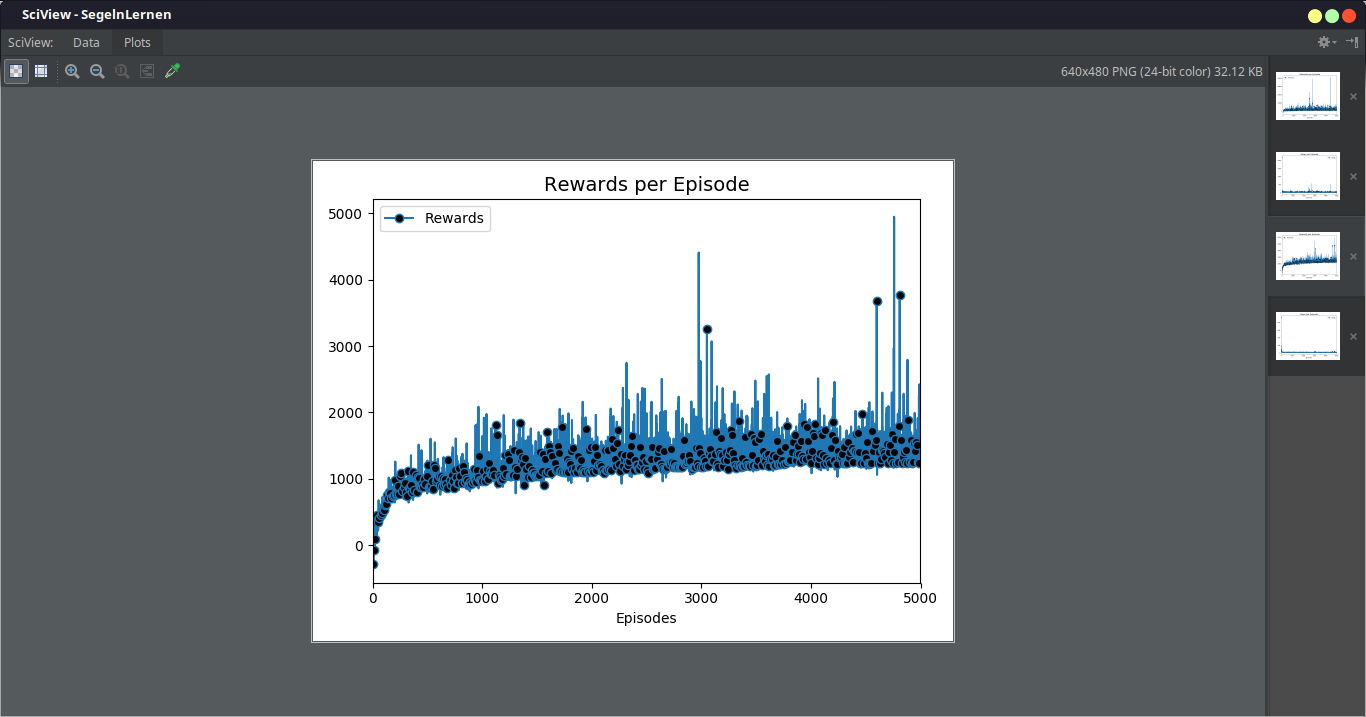 SciView - SegelnLernen
SciView: Data Plots
640x480 PNG (24-bit color) 32.12 KB
Rewards per Episode
Rewards
5000
4000
3000
2000
1000
0
0 1000 2000 3000 4000 5000
Episodes